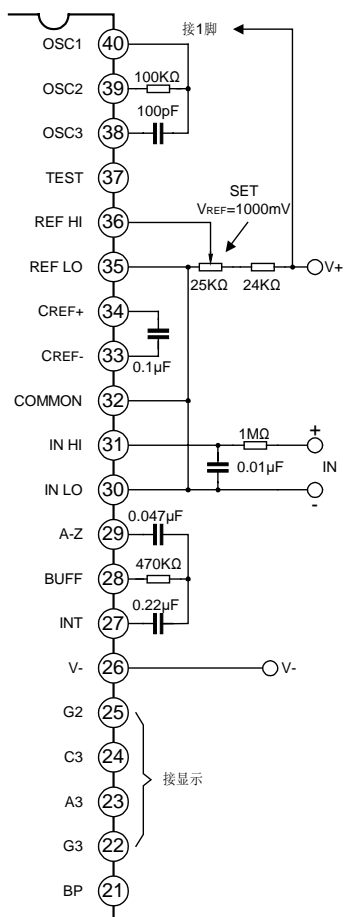 接1脚
OSC1 40
100KΩ
OSC2 39
100pF
OSC3 38
TEST 37
SET
VREF=1000mV
REF HI 36
REF LO 35
V+
25KΩ 24KΩ
CREF+ 34
CREF- 33
0.1μF
COMMON 32
1MΩ
+
IN HI 31
0.01μF IN
IN LO 30
-
0.047μF
A-Z 29
470KΩ
BUFF 28
0.22μF
INT 27
V- 26 V-
G2 25
C3 24
接显示
A3 23
G3 22
BP 21